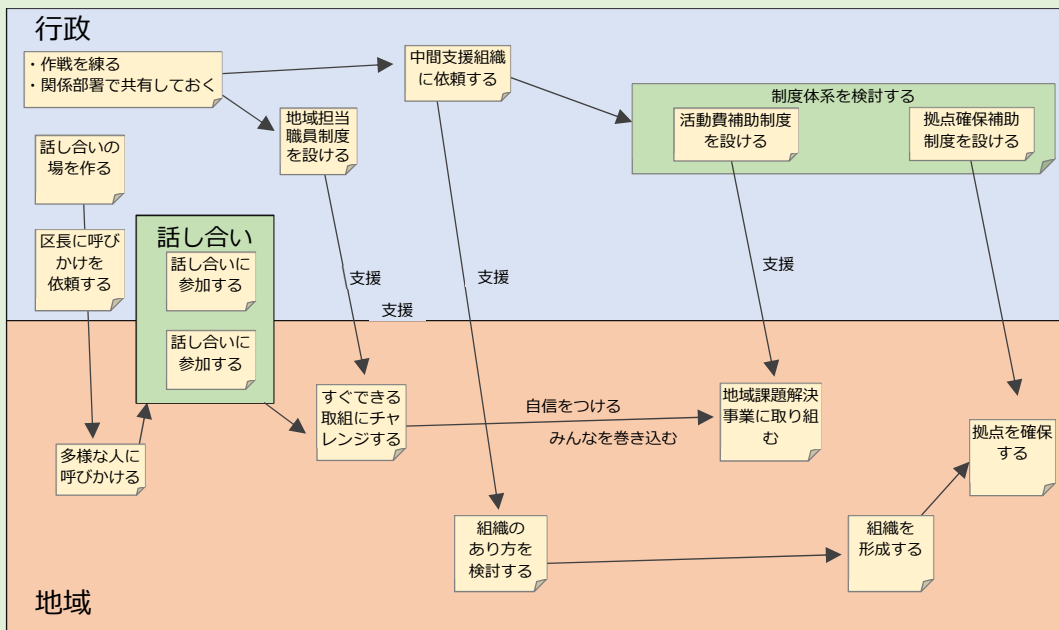 行政
・作戦を練る
・関係部署で共有しておく
中間支援組織
に依頼する
地域担当
職員制度
を設ける
制度体系を検討する
活動費補助制度
を設ける
拠点確保補助
制度を設ける
話し合いの
場を作る
区長に呼び
かけを
依頼する
話し合い
話し合いに
参加する
話し合いに
参加する
支援
支援
支援
支援
すぐできる
取組にチャ
レンジする
自信をつける
みんなを巻き込む
地域課題解決
事業に取り組
む
拠点を確保
する
多様な人に
呼びかける
組織の
あり方を
検討する
組織を
形成する
地域